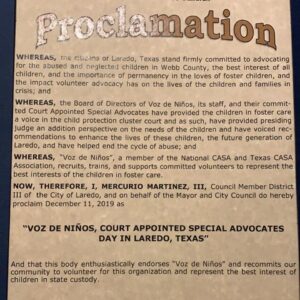 Proclamation
WHEREAS, the citizens of Laredo, Texas stand firmly committed to advocating
for the abused and neglected children in Webb County, the best interest of all
children, and the importance of permanency in the loves of foster children, and
the impact volunteer advocacy has on the lives of the children and families in
crisis; and
WHEREAS, the Board of Directors of Voz de Niños, its staff, and their commit-
ted Court Appointed Special Advocates have provided children in foster care
a voice in the child protection cluster court and as such, have provided presiding
judge an addition perspective on the needs of the children and have voiced rec-
ommendations to enhance the lives of these children, the future generation of
Laredo, and have helped end the cycle of abuse; and
WHEREAS, "Voz de Niños", a member of the National CASA and Texas CASA
Association, recruits, trains, and supports committed volunteers to represent the
best interests of the children in foster care.
NOW, THEREFORE, I, MERCURIO MARTINEZ, III, Council Member District
III of the City of Laredo, and on behalf of the Mayor and City Council do hereby
proclaim December 11, 2019 as
"VOZ DE NIÑOS, COURT APPOINTED SPECIAL ADVOCATES
DAY IN LAREDO, TEXAS"
And that this body enthusiastically endorses "Voz de Niños" and recommits our
community to volunteer for this organization and represent the best interest of
children in state custody.